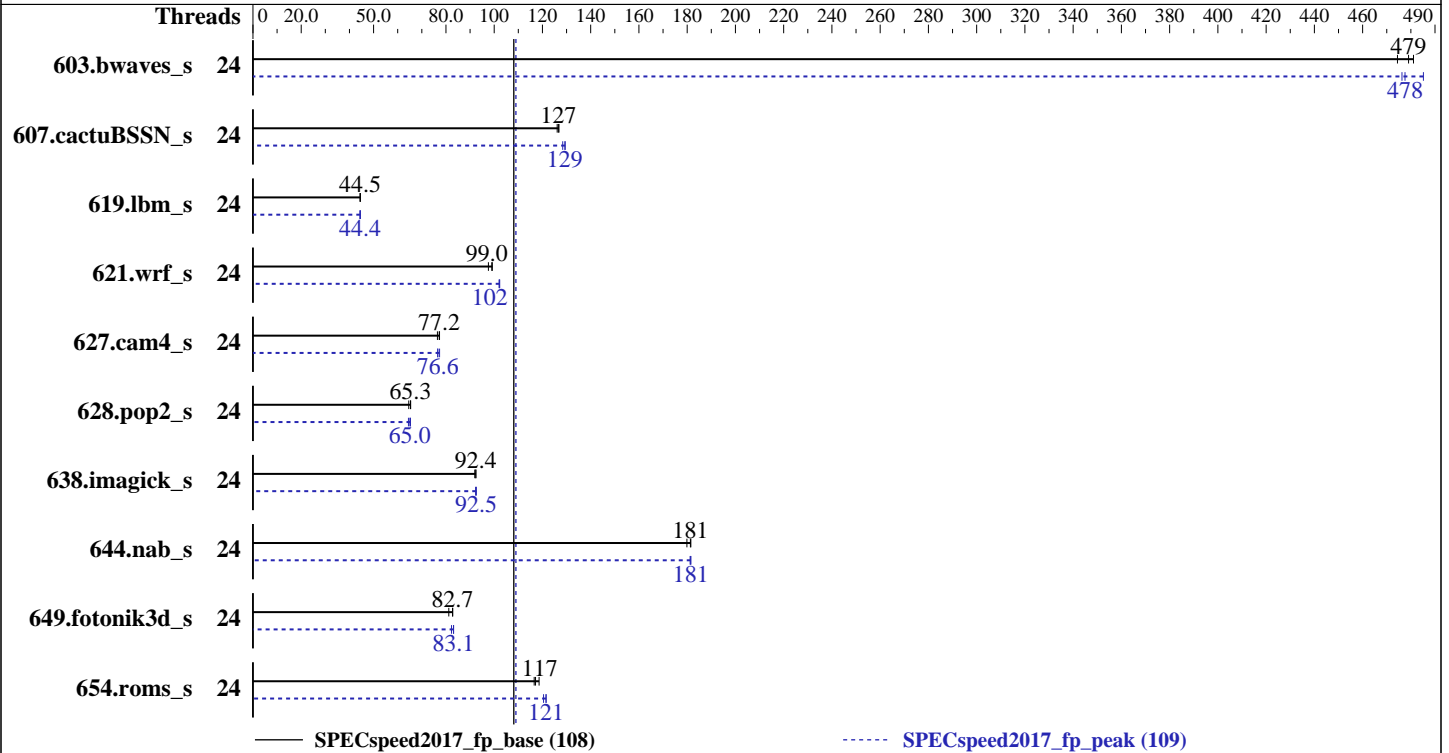 Threads 0 20.0 50.0 80.0 100 120 140 160 180 200 220 240 260 280 300 320 340 360 380 400 420 440 460 490
479
603.bwaves_s 24
478
127
607.cactuBSSN_s 24
129
44.5
619.lbm_s 24
44.4
99.0
621.wrf_s 24
102
77.2
627.cam4_s 24
76.6
65.3
628.pop2_s 24
65.0
92.4
638.imagick_s 24
92.5
181
644.nab_s 24
181
82.7
649.fotonik3d_s 24
83.1
117
654.roms_s 24
121
SPECspeed2017_fp_base (108) SPECspeed2017_fp_peak (109)